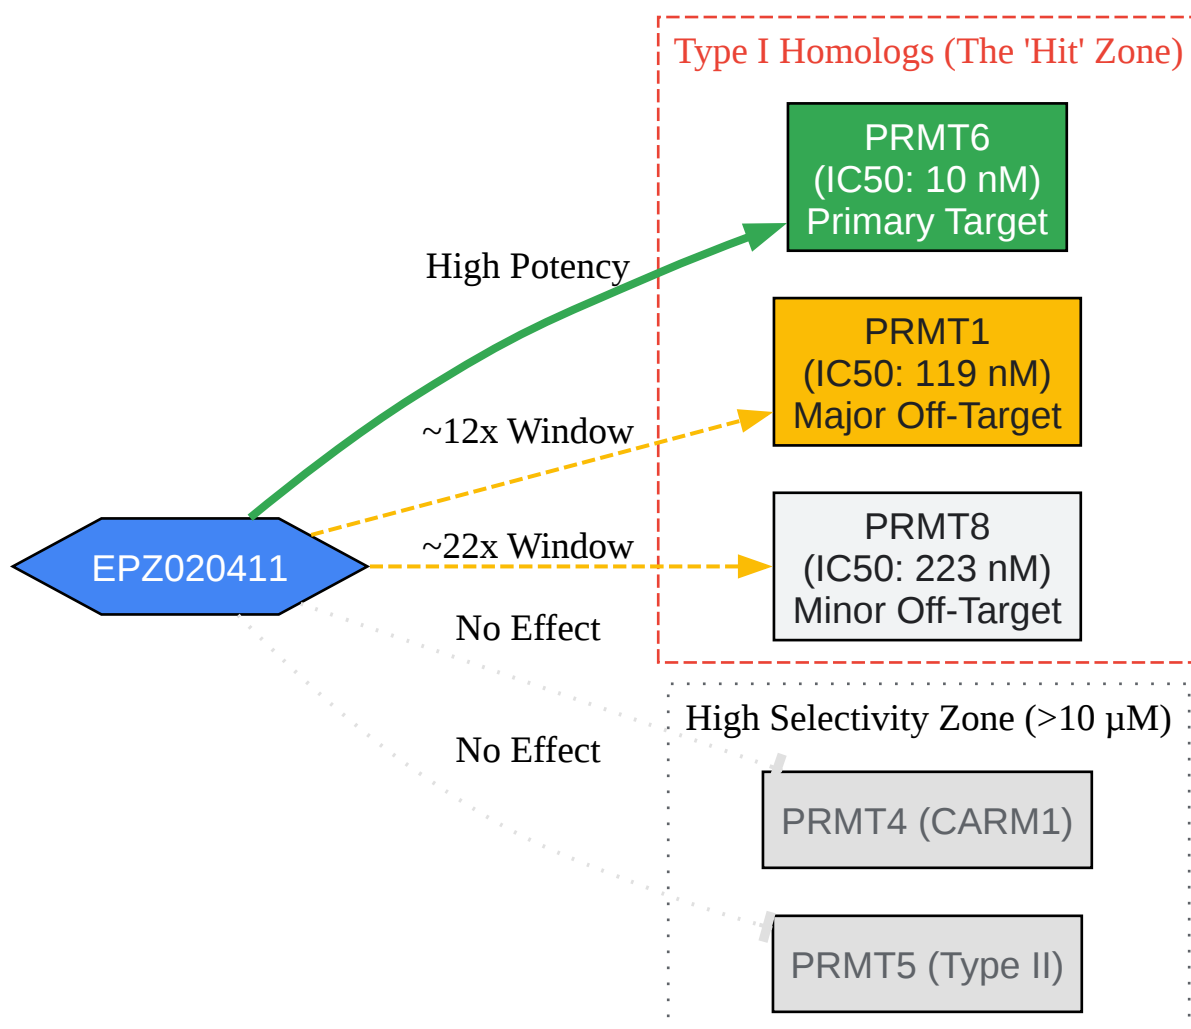 Type I Homologs (The 'Hit' Zone)
PRMT6
(IC50: 10 nM)
Primary Target
High Potency
PRMT1
(IC50: 119 nM)
Major Off-Target
~12x Window
PRMT8
(IC50: 223 nM)
Minor Off-Target
~22x Window
EPZ020411
No Effect
High Selectivity Zone (>10 µM)
No Effect
PRMT4 (CARM1)
PRMT5 (Type II)